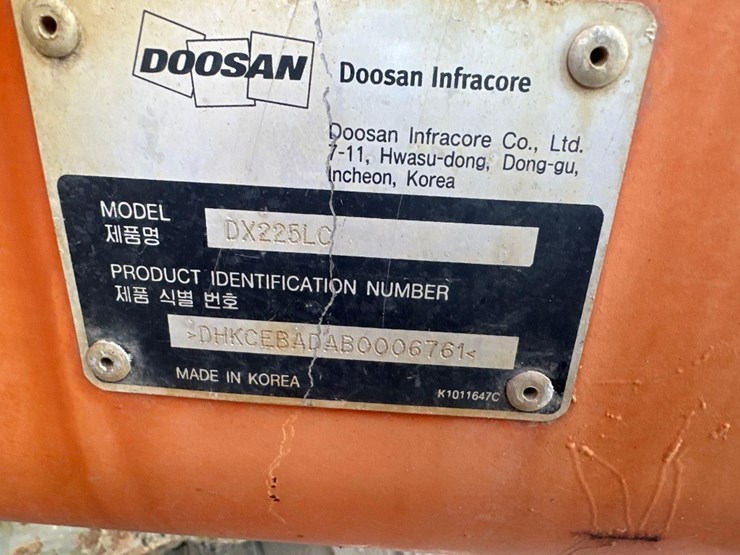 DOOSAN Doosan Infracore
Doosan Infracore Co., Ltd.
7-11, Hwasu-dong, Dong-gu,
Incheon, Korea
MODEL
제품명
DX225LC
PRODUCT IDENTIFICATION NUMBER
제품 식별 번호
>DHKCEBADAB0006761<
MADE IN KOREA
K1011647C